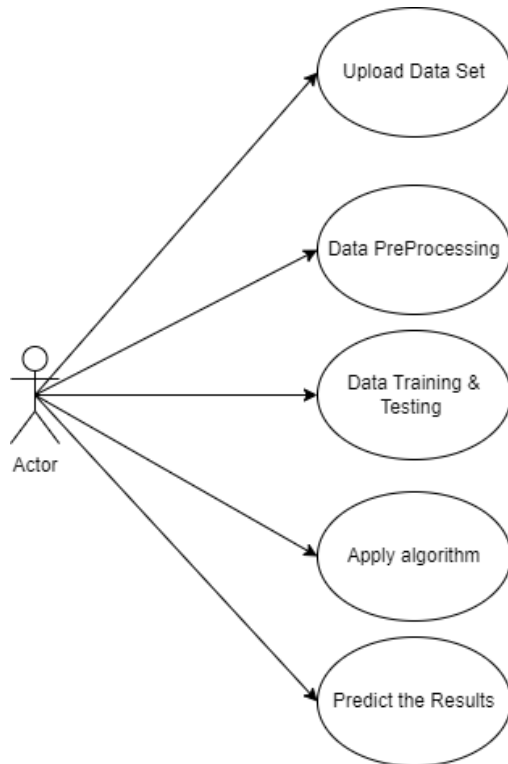 Upload Data Set
Data PreProcessing
Data Training &
Testing
Actor
Apply algorithm
Predict the Results